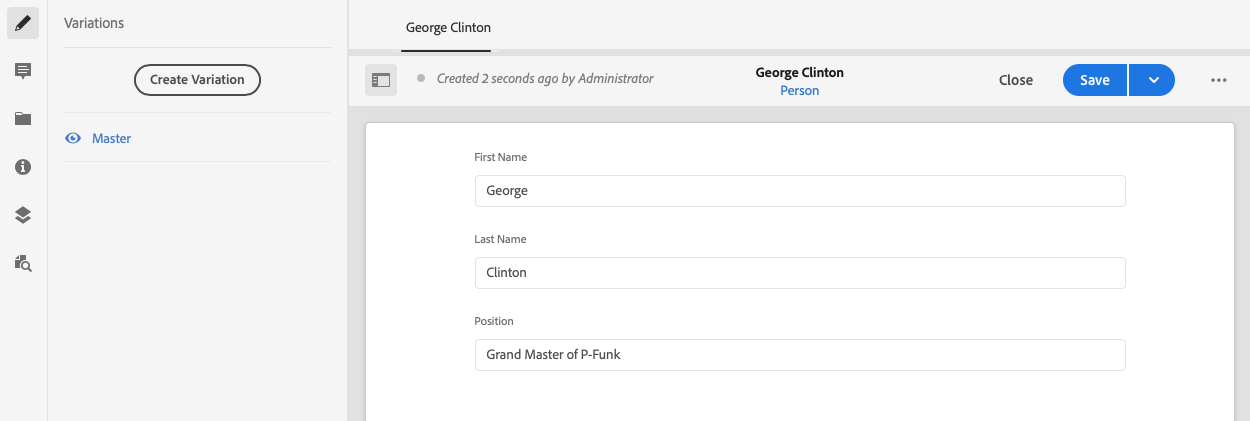 Variations
Create Variation
Master
George Clinton
Created 2 seconds ago by Administrator
George Clinton
Person
Close
Save
First Name
George
Last Name
Clinton
Position
Grand Master of P-Funk